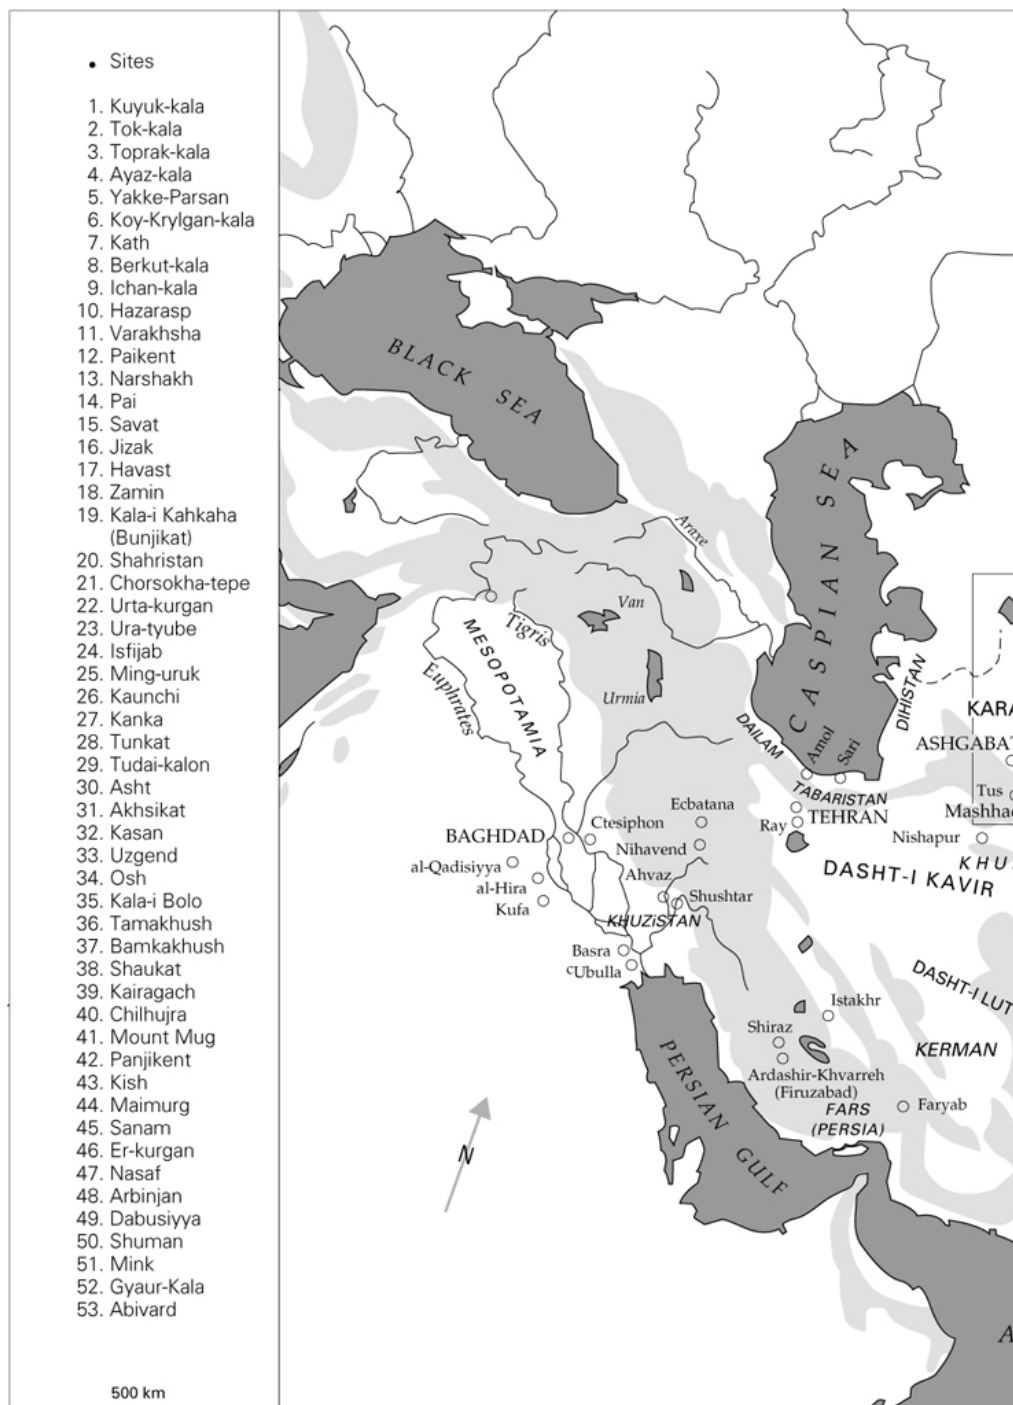 • Sites
1. Kuyuk-kala
2. Tok-kala
3. Toprak-kala
4. Ayaz-kala
5. Yakke-Parsan
6. Koy-Krylgan-kala
7. Kath
8. Berkut-kala
9. Ichan-kala
10. Hazarasp
11. Varakhsha
12. Paikent
13. Narshakh
14. Pai
15. Savat
16. Jizak
17. Havast
18. Zamin
19. Kala-i Kahkaha
(Bunjikat)
20. Shahristan
21. Chorsokha-tepe
22. Urta-kurgan
23. Ura-tyube
24. Isfijab
25. Ming-uruk
26. Kaunchi
27. Kanka
28. Tunkat
29. Tudai-kalon
30. Asht
31. Akhsikat
32. Kasan
33. Uzgend
34. Osh
35. Kala-i Bolo
36. Tamakhush
37. Bamkakhush
38. Shaukat
39. Kairagach
40. Chilhujra
41. Mount Mug
42. Panjikent
43. Kish
44. Maimurg
45. Sanam
46. Er-kurgan
47. Nasaf
48. Arbinjan
49. Dabusiyya
50. Shuman
51. Mink
52. Gyaur-Kala
53. Abivard
500 km
BLACK SEA
CASPIAN SEA
Araxe
Van
Tigris
MESOPOTAMIA
Euphrates
Urmia
DAILAM
Amol
Sari
DIHISTAN
KARA
ASHGABAT
TABARISTAN
Tus
Mashhad
Ecbatana
Ray
TEHRAN
Nishapur
BAGHDAD
Ctesiphon
Nihavend
KHU
al-Qadisiyya
Ahvaz
DASHT-I KAVIR
al-Hira
Shushtar
Kufa
KHUZiSTAN
Basra
ᶜUbulla
DASHT-I LUT
Istakhr
Shiraz
KERMAN
Ardashir-Khvarreh
(Firuzabad)
FARS
(PERSIA)
Faryab
PERSIAN GULF
N
A